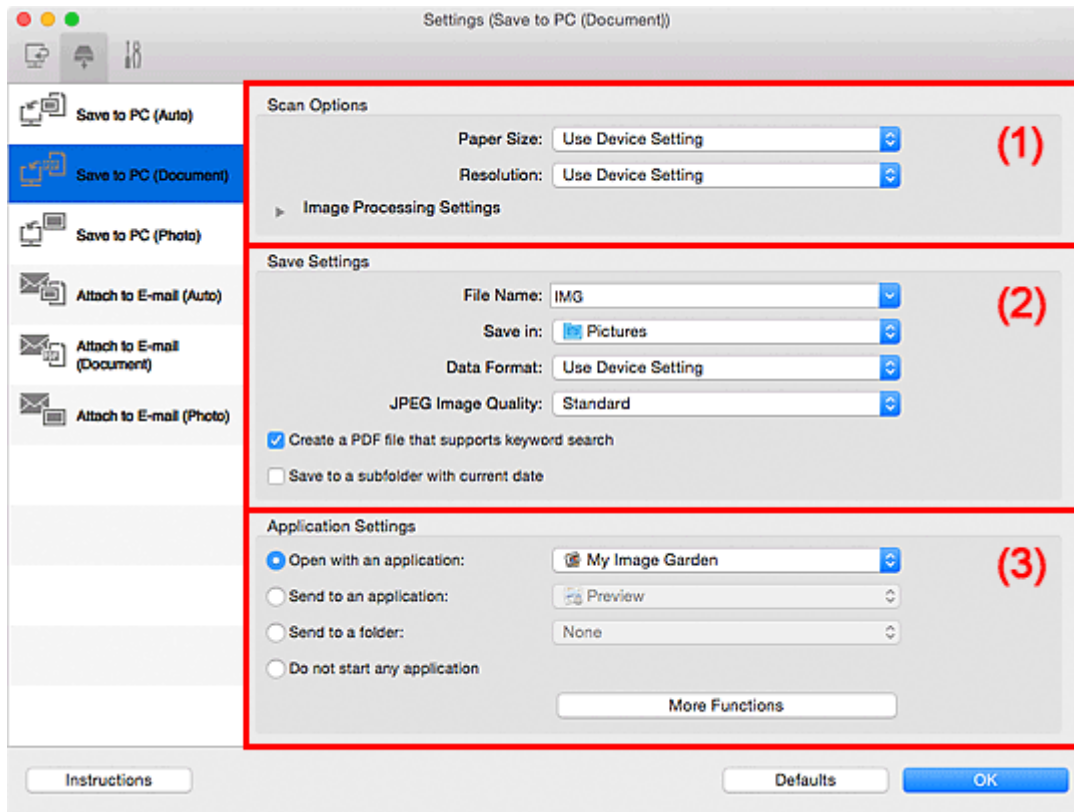 Settings (Save to PC (Document))
Save to PC (Auto)
Save to PC (Document)
Save to PC (Photo)
Attach to E-mail (Auto)
Attach to E-mail
(Document)
Attach to E-mail (Photo)
Scan Options
(1)
Paper Size: Use Device Setting
Resolution: Use Device Setting
Image Processing Settings
Save Settings
(2)
File Name: IMG
Save in: Pictures
Data Format: Use Device Setting
JPEG Image Quality: Standard
Create a PDF file that supports keyword search
Save to a subfolder with current date
Application Settings
(3)
Open with an application: My Image Garden
Send to an application: Preview
Send to a folder: None
Do not start any application
More Functions
Instructions Defaults OK